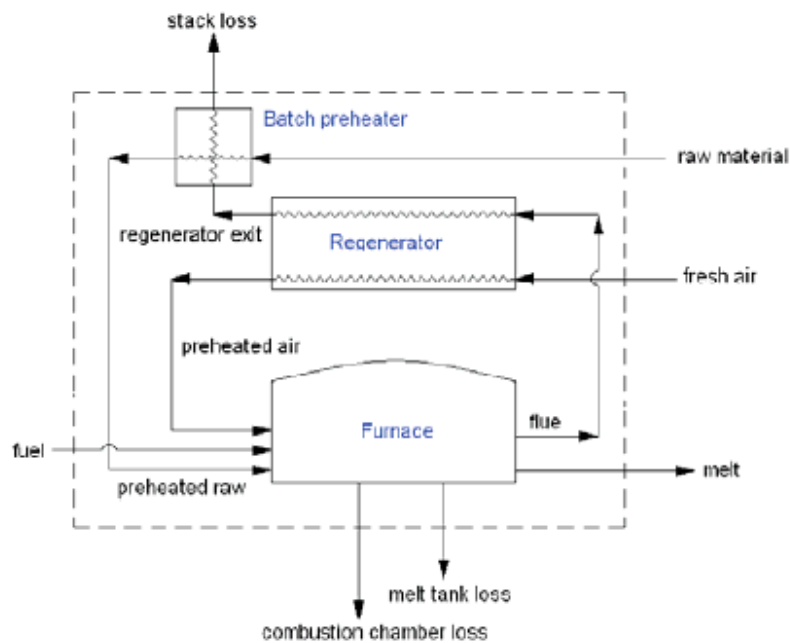 stack loss
Batch preheater
raw material
regenerator exit
Regenerator
fresh air
preheated air
Furnace
flue
fuel
preheated raw
melt
melt tank loss
combustion chamber loss